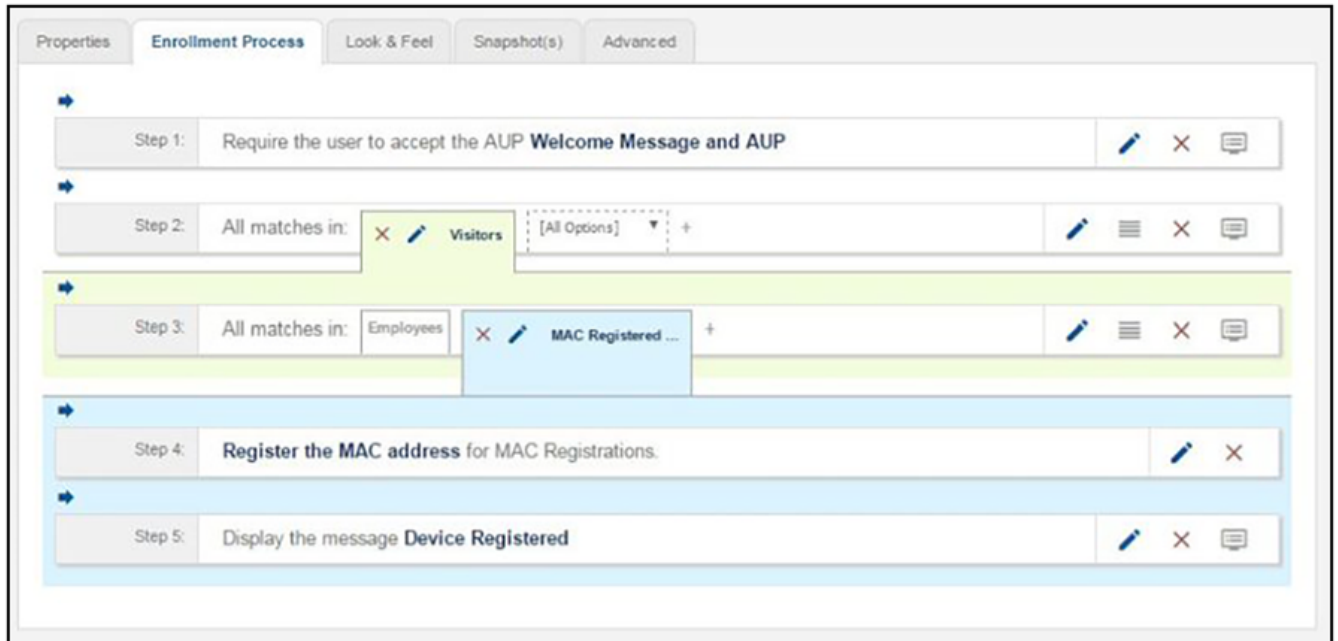 Properties Enrollment Process Look & Feel Snapshot(s) Advanced
Step 1: Require the user to accept the AUP Welcome Message and AUP
Step 2: All matches in: Visitors [All Options] +
Step 3: All matches in: Employees MAC Registered ... +
Step 4: Register the MAC address for MAC Registrations.
Step 5: Display the message Device Registered